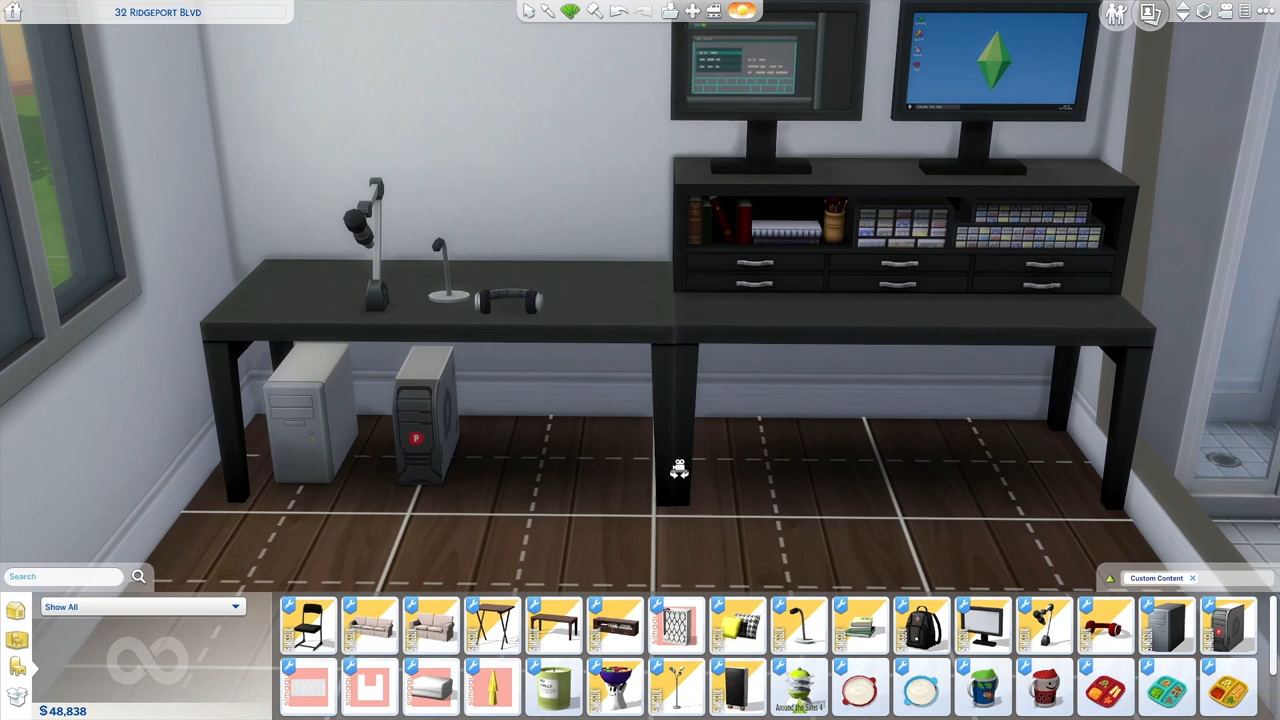 32 Ridgeport Blvd
P
Search
Custom Content
Show All
Around the Sims 4
§48,838